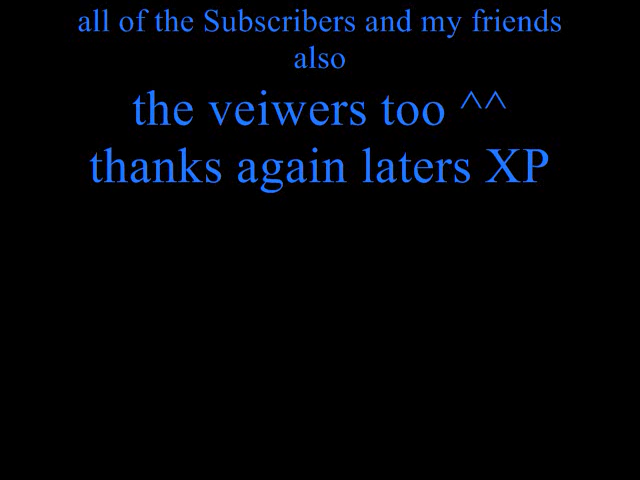 all of the Subscribers and my friends
also
the veiwers too ^^
thanks again laters XP